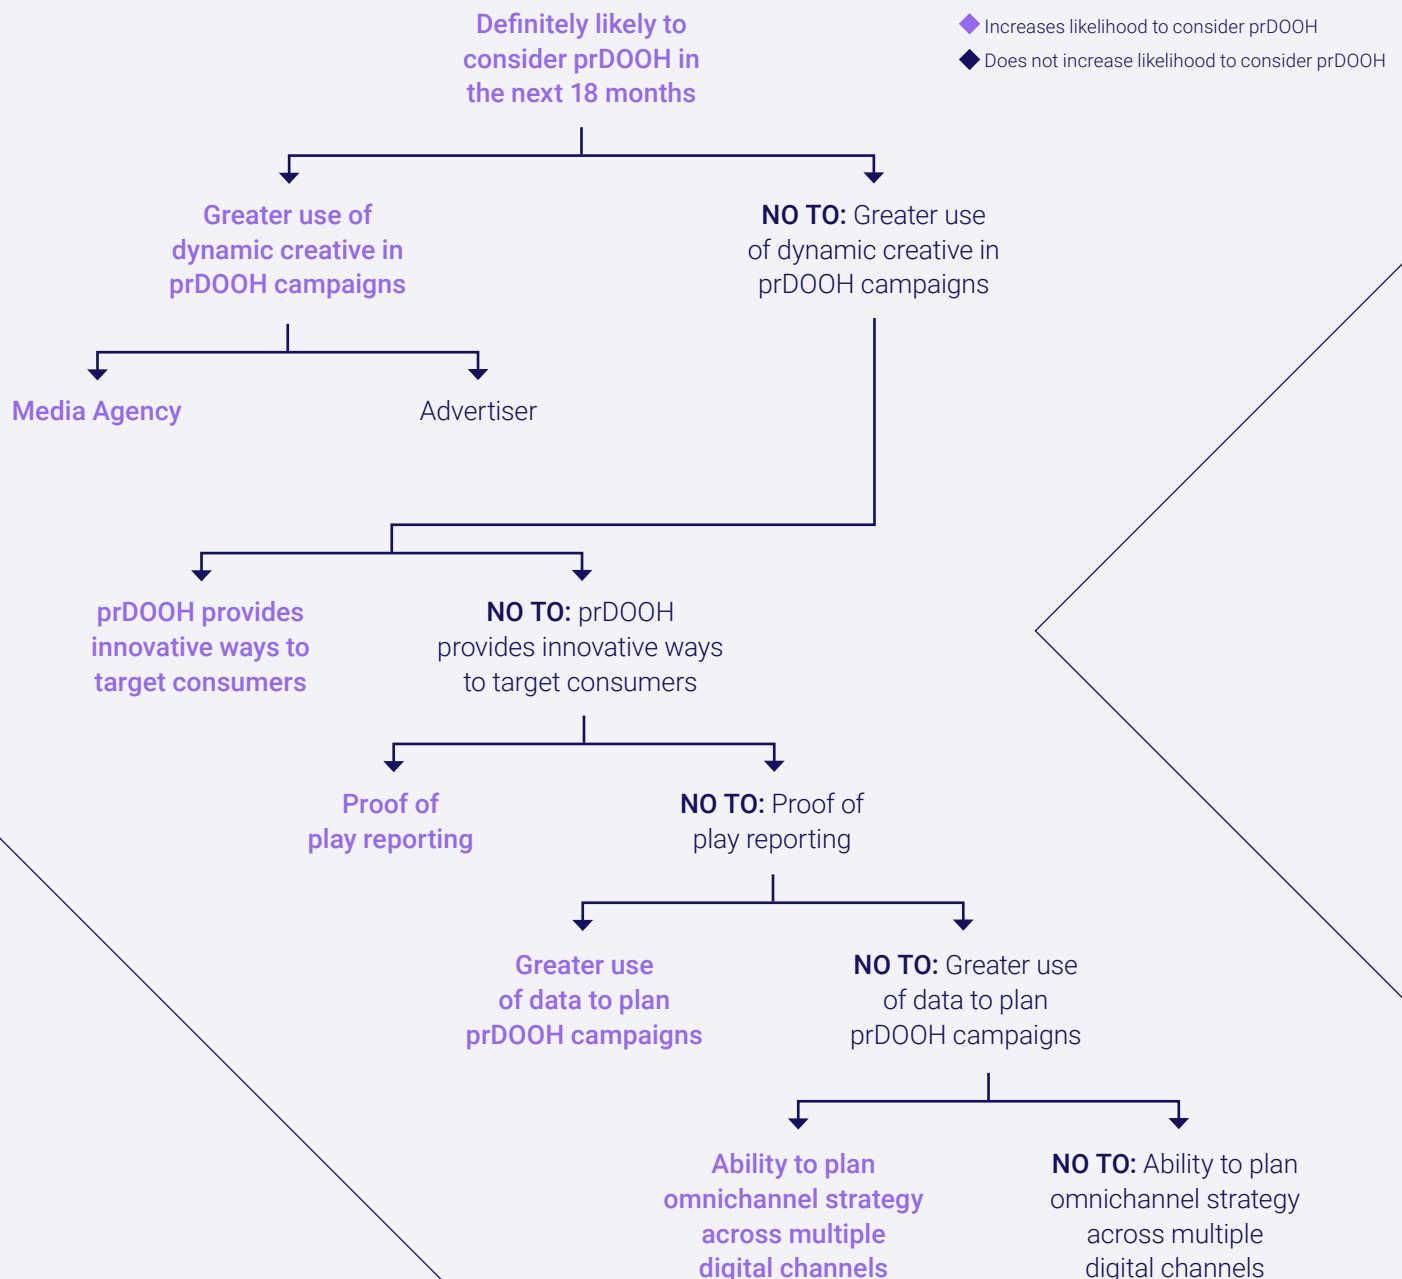 Definitely likely to
consider prDOOH in
the next 18 months
Increases likelihood to consider prDOOH
Does not increase likelihood to consider prDOOH
Greater use of
dynamic creative in
prDOOH campaigns
NO TO: Greater use
of dynamic creative in
prDOOH campaigns
Media Agency
Advertiser
prDOOH provides
innovative ways to
target consumers
NO TO: prDOOH
provides innovative ways
to target consumers
Proof of
play reporting
NO TO: Proof of
play reporting
Greater use
of data to plan
prDOOH campaigns
NO TO: Greater use
of data to plan
prDOOH campaigns
Ability to plan
omnichannel strategy
across multiple
digital channels
NO TO: Ability to plan
omnichannel strategy
across multiple
digital channels